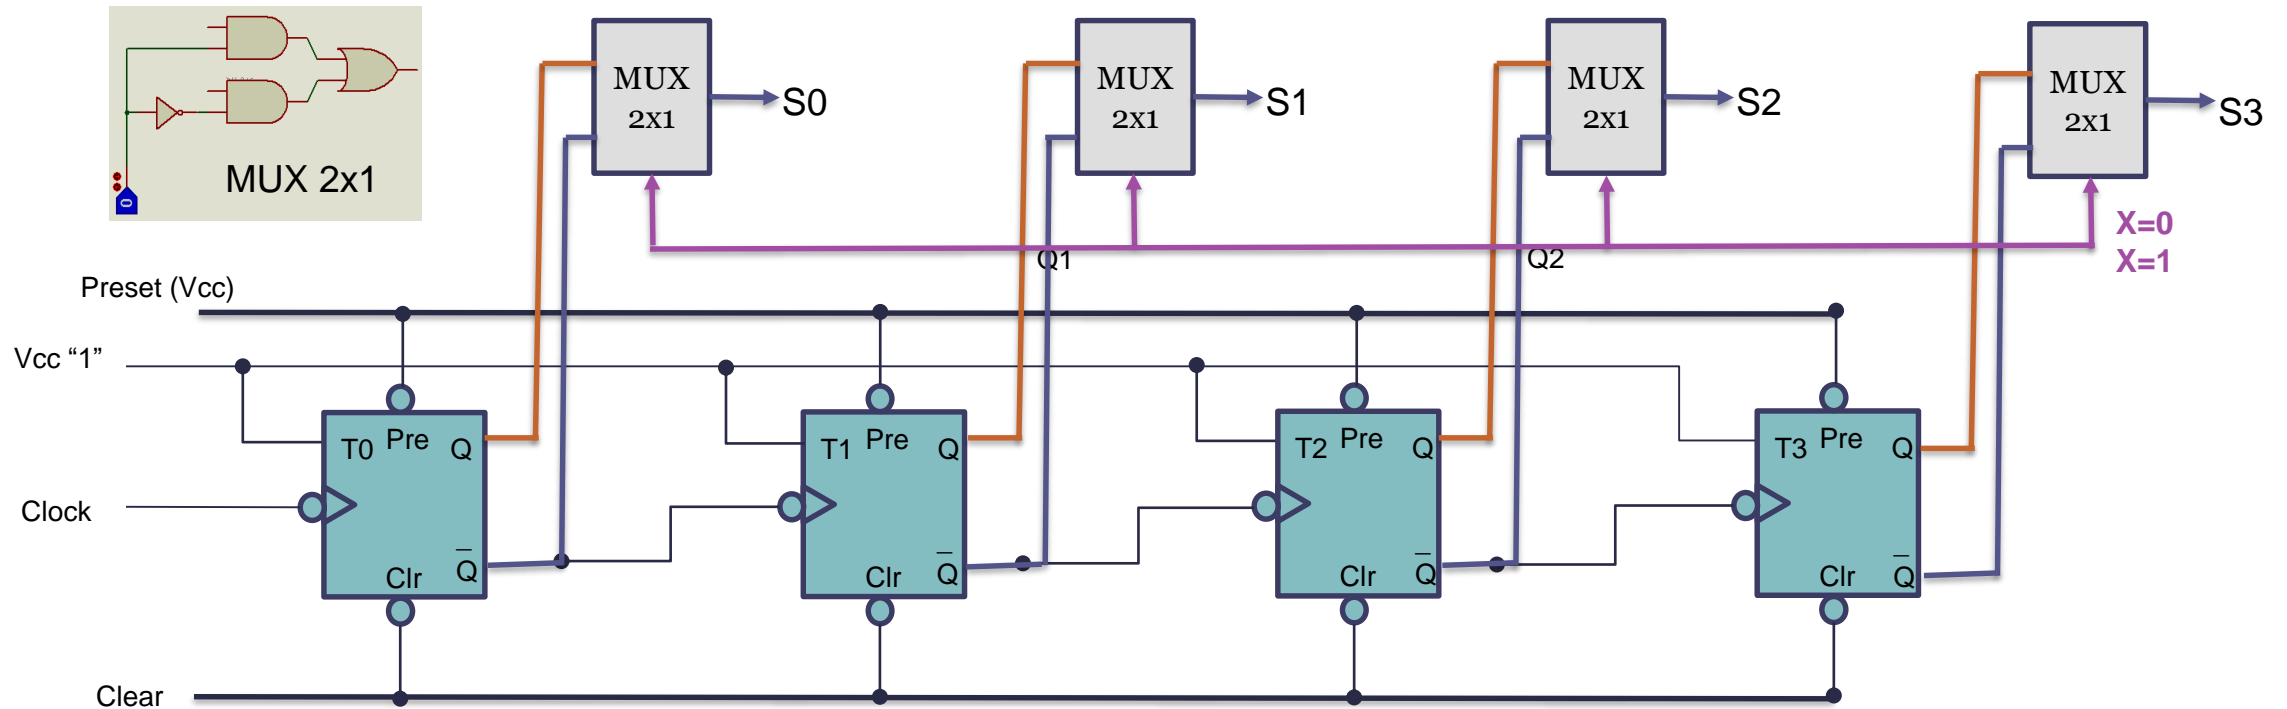 MUX 2x1
0
MUX
2x1
S0
MUX
2x1
S1
MUX
2x1
S2
MUX
2x1
S3
X=0
X=1
Q1
Q2
Preset (Vcc)
Vcc “1”
Clock
Clear
T0 Pre Q
Clr Q̅
T1 Pre Q
Clr Q̅
T2 Pre Q
Clr Q̅
T3 Pre Q
Clr Q̅